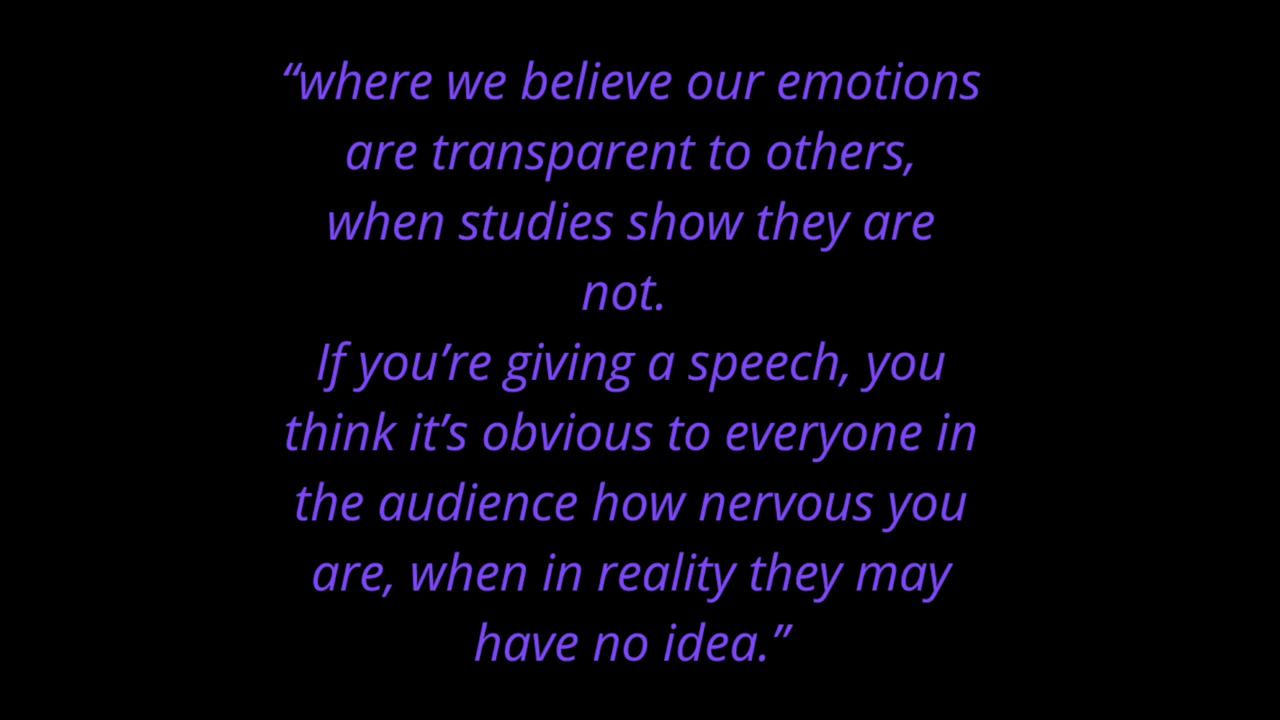 “where we believe our emotions
are transparent to others,
when studies show they are
not.
If you’re giving a speech, you
think it’s obvious to everyone in
the audience how nervous you
are, when in reality they may
have no idea.”